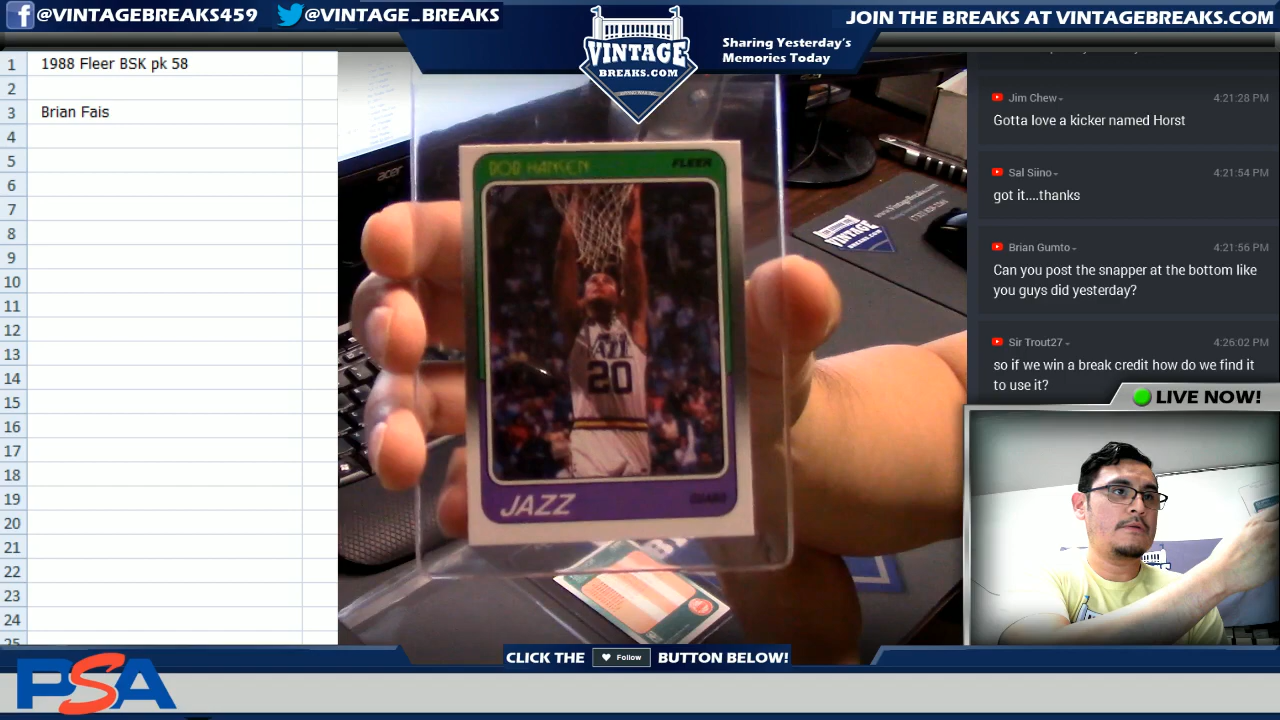 @VINTAGEBREAKS459
@VINTAGE_BREAKS
VINTAGE
BREAKS.COM
Sharing Yesterday's
Memories Today
JOIN THE BREAKS AT VINTAGEBREAKS.COM
1 1988 Fleer BSK pk 58
2
3 Brian Fais
4
5
6
7
8
9
10
11
12
13
14
15
16
17
18
19
20
21
22
23
24
25
acer
BOB HANSEN FLEER
JAZZ
20
JAZZ GUARD
VINTAGE
Jim Chew 4:21:28 PM
Gotta love a kicker named Horst
Sal Siino 4:21:54 PM
got it....thanks
Brian Gumto 4:21:56 PM
Can you post the snapper at the bottom like
you guys did yesterday?
Sir Trout27 4:26:02 PM
so if we win a break credit how do we find it
to use it?
LIVE NOW!
CLICK THE Follow BUTTON BELOW!
PSA